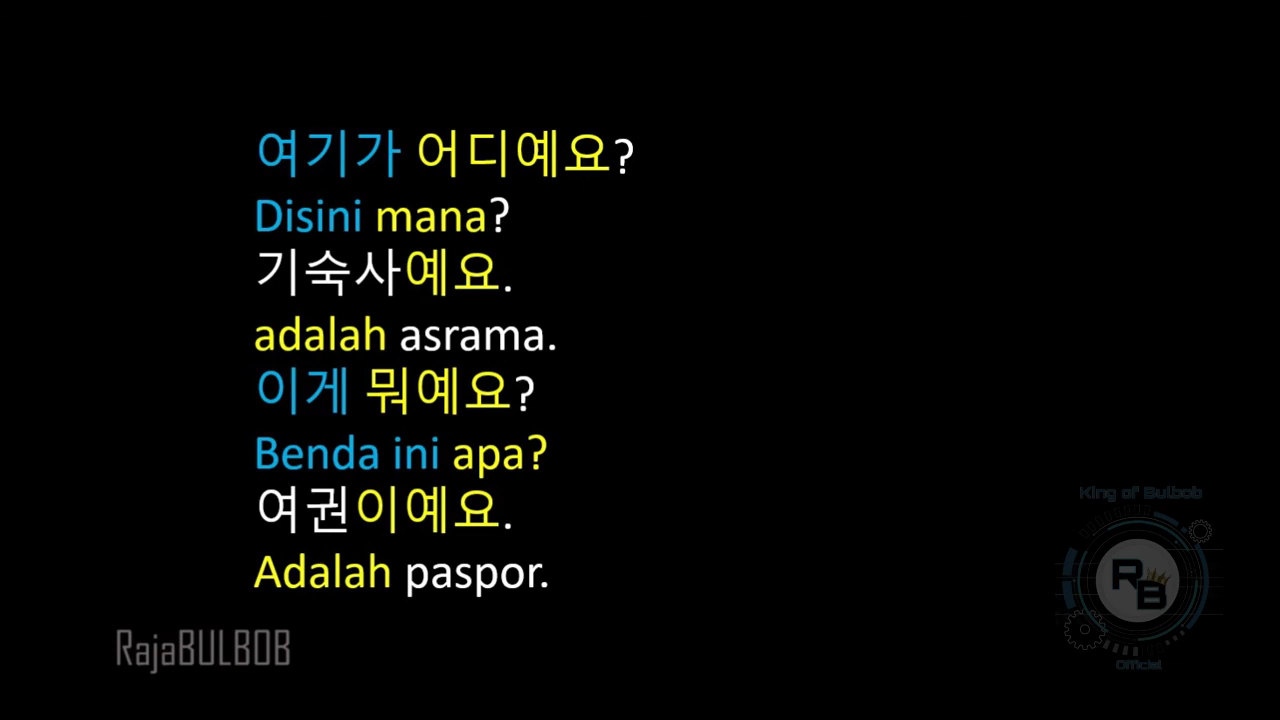 여기가 어디예요?
Disini mana?
기숙사예요.
adalah asrama.
이게 뭐예요?
Benda ini apa?
여권이예요.
Adalah paspor.
King of Bulbob
RB
Official
RajaBULBOB